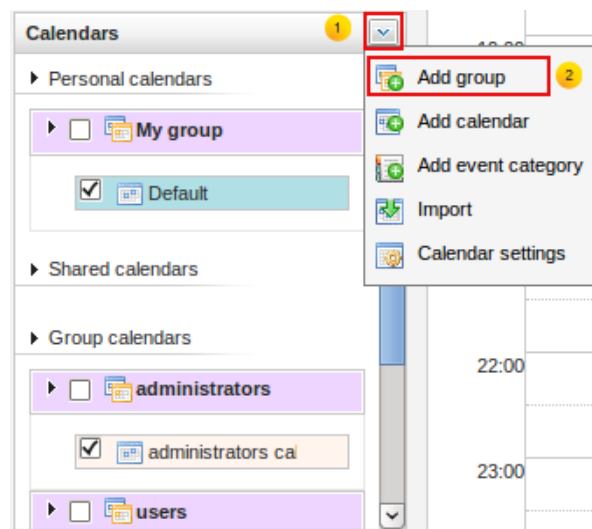 Calendars
1
Personal calendars
My group
Default
Shared calendars
Group calendars
administrators
administrators ca
users
Add group
2
Add calendar
Add event category
Import
Calendar settings
22:00
23:00